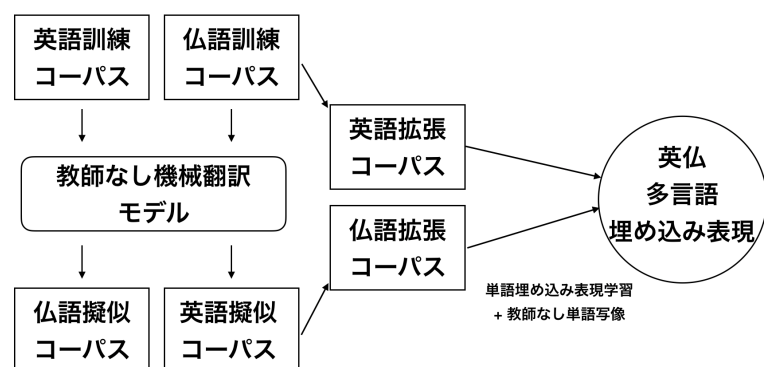 英語訓練
コーパス
仏語訓練
コーパス
英語拡張
コーパス
教師なし機械翻訳
モデル
仏語拡張
コーパス
英仏
多言語
埋め込み表現
単語埋め込み表現学習
+ 教師なし単語写像
仏語擬似
コーパス
英語擬似
コーパス